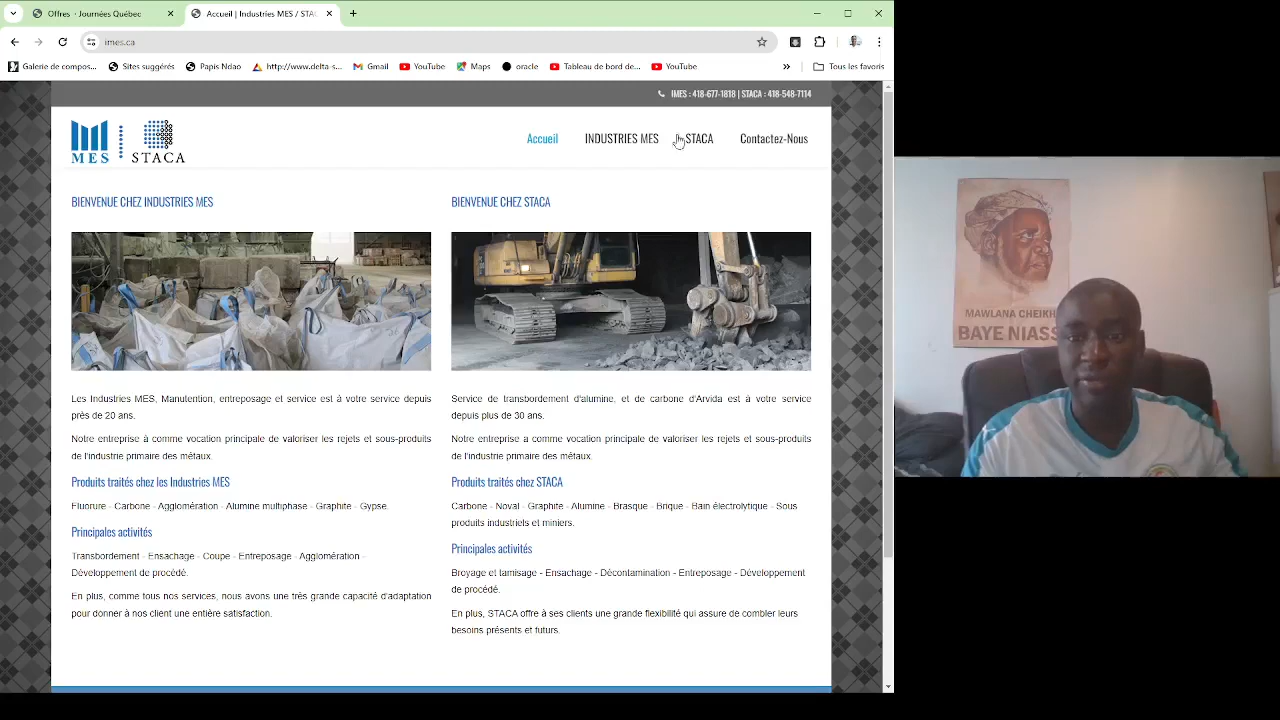 Offres · Journées Québec
Accueil | Industries MES / STAC
imes.ca
Galerie de compos...
Sites suggérés
Papis Ndao
http://www.delta-s...
Gmail
YouTube
Maps
oracle
Tableau de bord de...
YouTube
»
Tous les favoris
IMES : 418-677-1818 | STACA : 418-548-7114
MES
STACA
Accueil
INDUSTRIES MES
STACA
Contactez-Nous
BIENVENUE CHEZ INDUSTRIES MES
Les Industries MES, Manutention, entreposage et service est à votre service depuis
près de 20 ans.
Notre entreprise à comme vocation principale de valoriser les rejets et sous-produits
de l'industrie primaire des métaux.
Produits traités chez les Industries MES
Fluorure - Carbone - Agglomération - Alumine multiphase - Graphite - Gypse.
Principales activités
Transbordement - Ensachage - Coupe - Entreposage - Agglomération –
Développement de procédé.
En plus, comme tous nos services, nous avons une très grande capacité d'adaptation
pour donner à nos client une entière satisfaction.
BIENVENUE CHEZ STACA
Service de transbordement d'alumine, et de carbone d'Arvida est à votre service
depuis plus de 30 ans.
Notre entreprise a comme vocation principale de valoriser les rejets et sous-produits
de l'industrie primaire des métaux.
Produits traités chez STACA
Carbone - Noval - Graphite - Alumine - Brasque - Brique - Bain électrolytique - Sous
produits industriels et miniers.
Principales activités
Broyage et tamisage - Ensachage - Décontamination - Entreposage - Développement
de procédé.
En plus, STACA offre à ses clients une grande flexibilité qui assure de combler leurs
besoins présents et futurs.
MAWLANA CHEIKH
BAYE NIASS